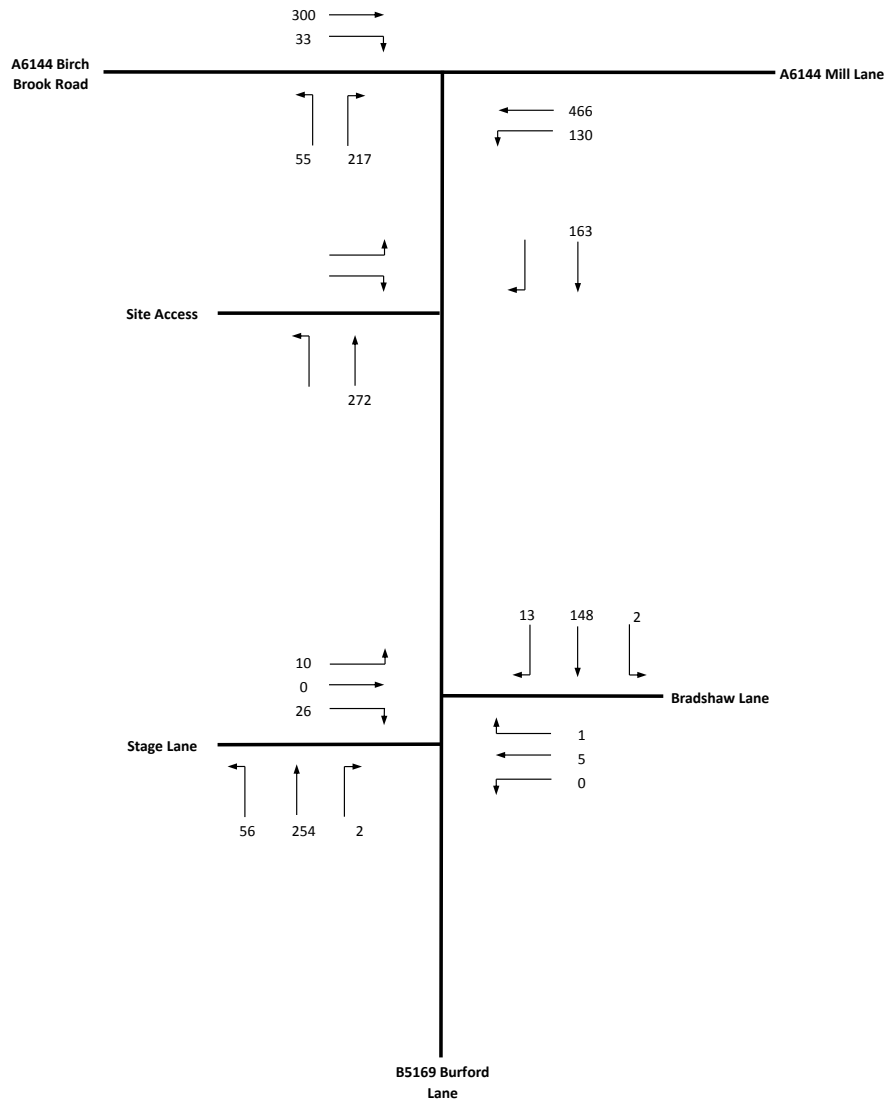 300
33
A6144 Birch
Brook Road
A6144 Mill Lane
466
130
55 217
163
Site Access
272
13 148 2
10
0
26
Bradshaw Lane
1
5
0
Stage Lane
56 254 2
B5169 Burford
Lane